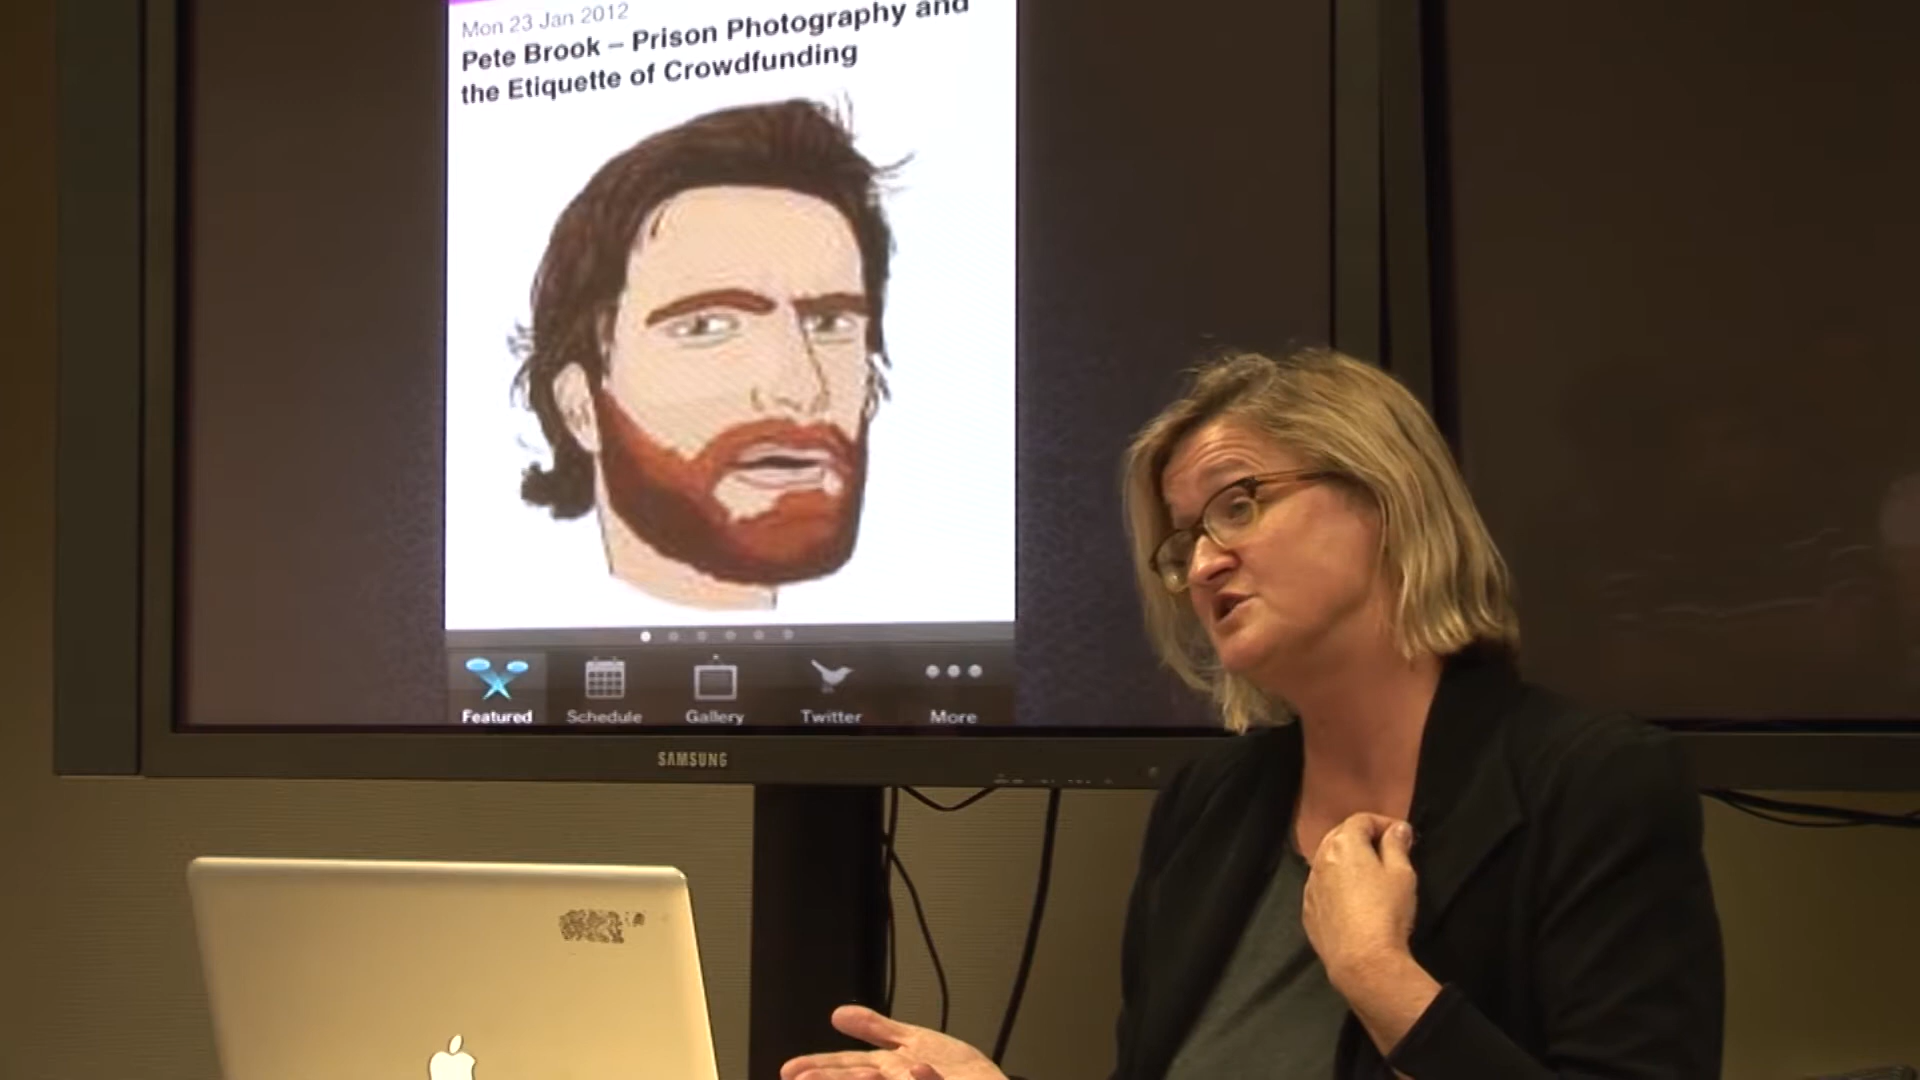 Mon 23 Jan 2012
Pete Brook – Prison Photography and
the Etiquette of Crowdfunding
Featured
Schedule
Gallery
Twitter
More
SAMSUNG